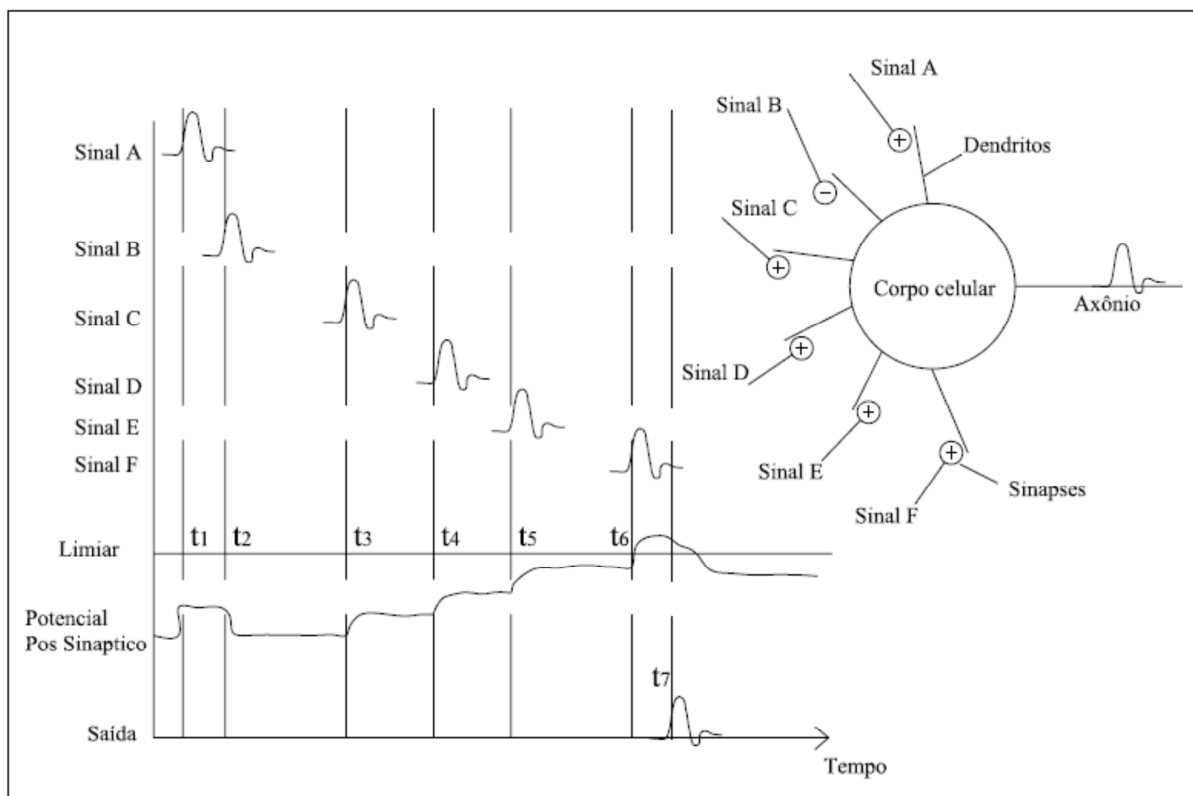 Sinal A
Sinal B
Sinal C
Sinal D
Sinal E
Sinal F
Limiar
t1
t2
t3
t4
t5
t6
Potencial
Pos Sinaptico
t7
Saída
Tempo
Sinal A
Sinal B
Dendritos
Sinal C
+
−
+
Corpo celular
Axônio
+
Sinal D
+
Sinal E
+
Sinapses
Sinal F